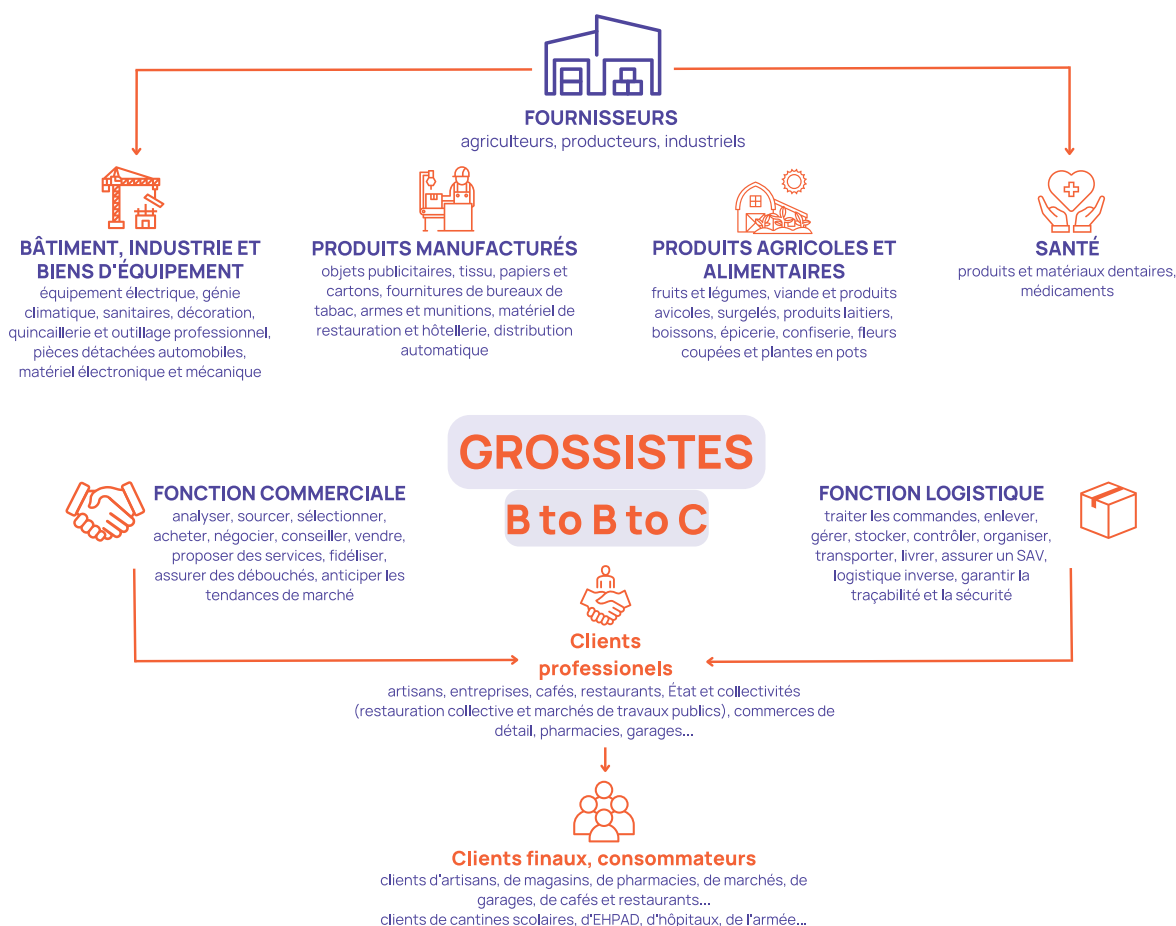 FOURNISSEURS
agriculteurs, producteurs, industriels
BÂTIMENT, INDUSTRIE ET
BIENS D'ÉQUIPEMENT
équipement électrique, génie
climatique, sanitaires, décoration,
quincaillerie et outillage professionnel,
pièces détachées automobiles,
matériel électronique et mécanique
PRODUITS MANUFACTURÉS
objets publicitaires, tissu, papiers et
cartons, fournitures de bureaux de
tabac, armes et munitions, matériel de
restauration et hôtellerie, distribution
automatique
PRODUITS AGRICOLES ET
ALIMENTAIRES
fruits et légumes, viande et produits
avicoles, surgelés, produits laitiers,
boissons, épicerie, confiserie, fleurs
coupées et plantes en pots
SANTÉ
produits et matériaux dentaires,
médicaments
GROSSISTES
B to B to C
FONCTION COMMERCIALE
analyser, sourcer, sélectionner,
acheter, négocier, conseiller, vendre,
proposer des services, fidéliser,
assurer des débouchés, anticiper les
tendances de marché
FONCTION LOGISTIQUE
traiter les commandes, enlever,
gérer, stocker, contrôler, organiser,
transporter, livrer, assurer un SAV,
logistique inverse, garantir la
traçabilité et la sécurité
Clients
professionels
artisans, entreprises, cafés, restaurants, État et collectivités
(restauration collective et marchés de travaux publics), commerces de
détail, pharmacies, garages...
Clients finaux, consommateurs
clients d'artisans, de magasins, de pharmacies, de marchés, de
garages, de cafés et restaurants...
clients de cantines scolaires, d'EHPAD, d'hôpitaux, de l'armée...